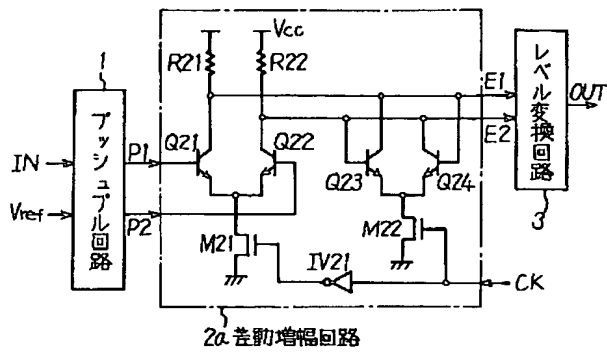 Vcc
R21
R22
1
プッシュプル回路
IN
Vref
P1
P2
Q21
Q22
Q23
Q24
M21
M22
IV21
E1
E2
レベル変換回路
OUT
3
CK
2a 差動増幅回路